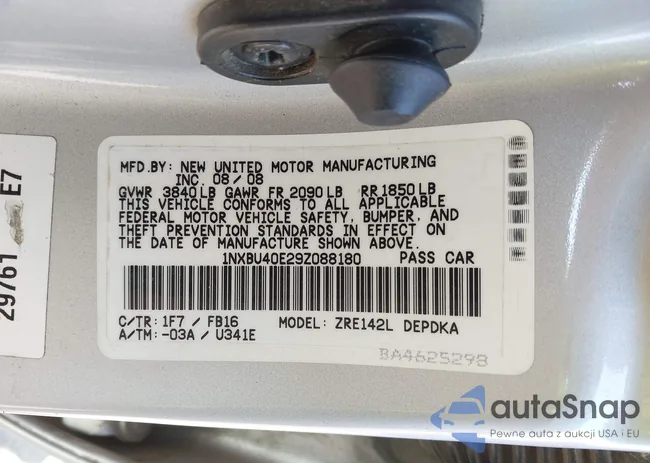 MFD.BY: NEW UNITED MOTOR MANUFACTURING
INC. 08/08
GVWR 3840LB GAWR FR 2090LB RR1850LB
THIS VEHICLE CONFORMS TO ALL APPLICABLE
FEDERAL MOTOR VEHICLE SAFETY, BUMPER, AND
THEFT PREVENTION STANDARDS IN EFFECT ON
THE DATE OF MANUFACTURE SHOWN ABOVE.
1NXBU40E29Z088180 PASS CAR
C/TR: 1F7 / FB16 MODEL: ZRE142L DEPDKA
A/TM: -03A / U341E
BA4625298
29761 E7
autoSnap
Pewne auta z aukcji USA i EU